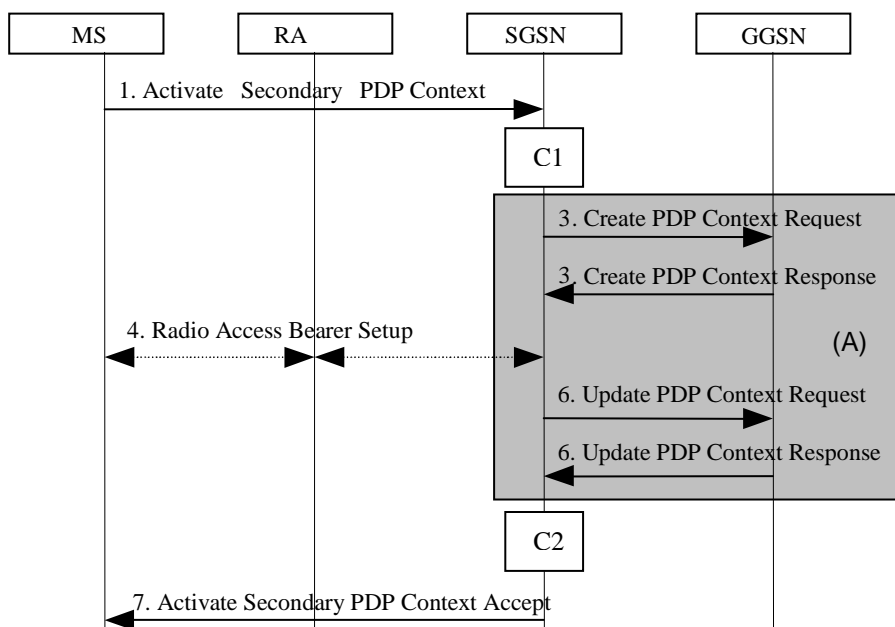 MS RA SGSN GGSN
1. Activate Secondary PDP Context
C1
3. Create PDP Context Request
3. Create PDP Context Response
4. Radio Access Bearer Setup
(A)
6. Update PDP Context Request
6. Update PDP Context Response
C2
7. Activate Secondary PDP Context Accept